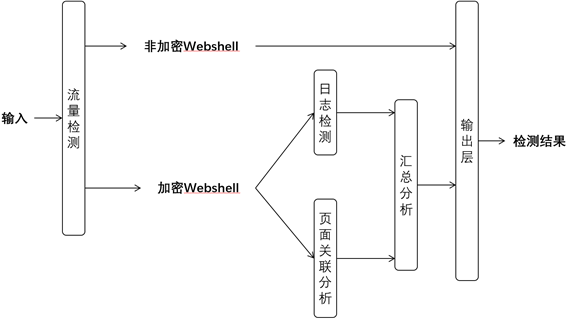 输入
流量检测
非加密Webshell
加密Webshell
日志检测
页面关联分析
汇总分析
输出层
检测结果